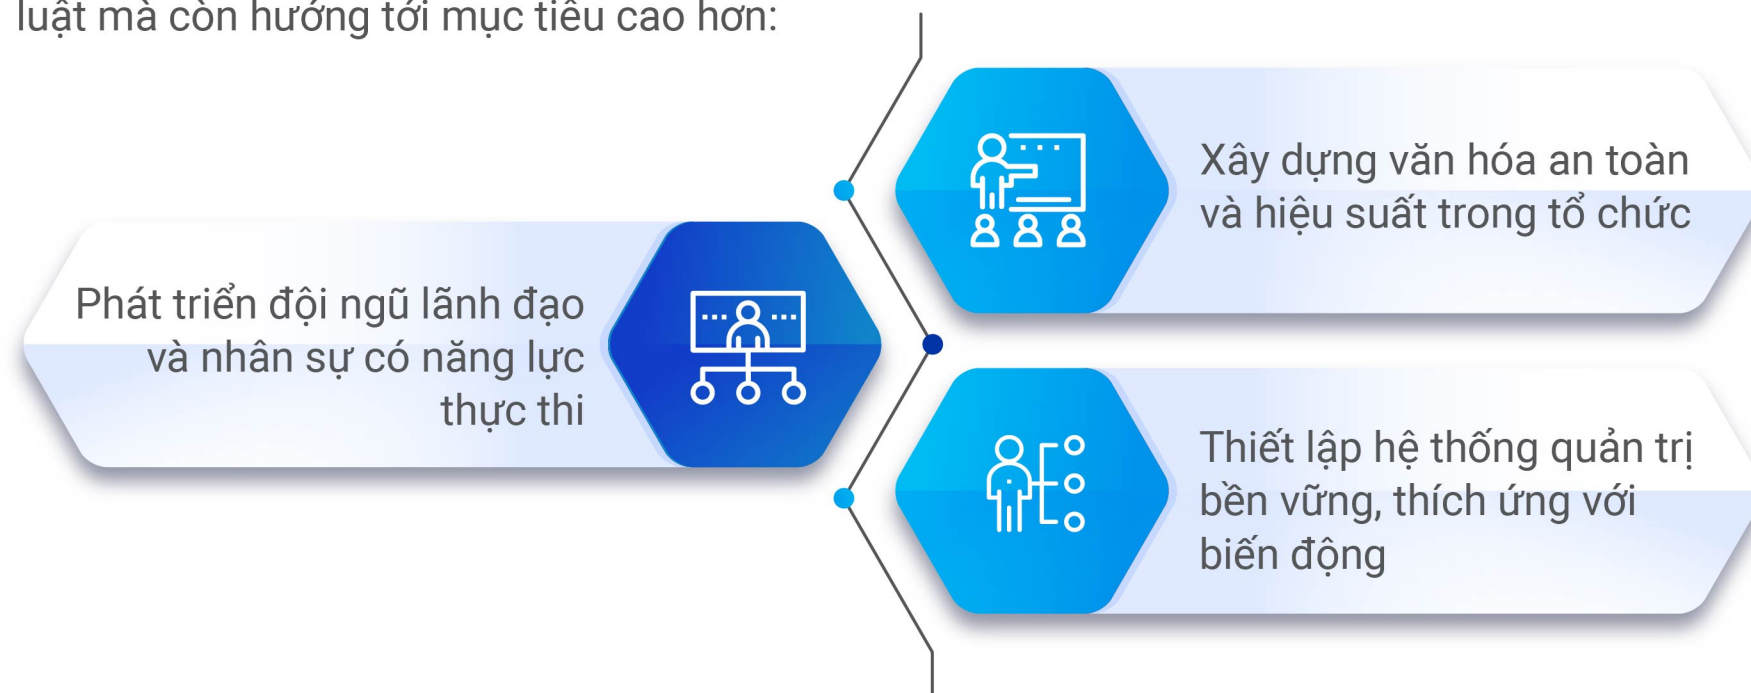 luật mà còn hướng tới mục tiêu cao hơn:
Xây dựng văn hóa an toàn
và hiệu suất trong tổ chức
Phát triển đội ngũ lãnh đạo
và nhân sự có năng lực
thực thi
Thiết lập hệ thống quản trị
bền vững, thích ứng với
biến động